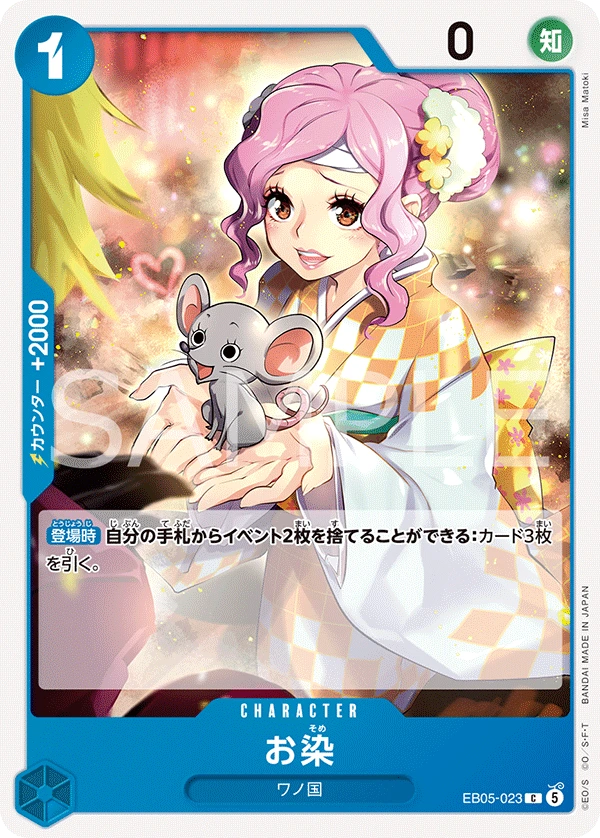 1
0
知
Misa Matoki
カウンター +2000
SAMPLE
登場時 自分の手札からイベント2枚を捨てることができる:カード3枚
を引く。
CHARACTER
お染
ワノ国
EB05-023 C 5
©E.O/S ©O/S・F・T BANDAI MADE IN JAPAN